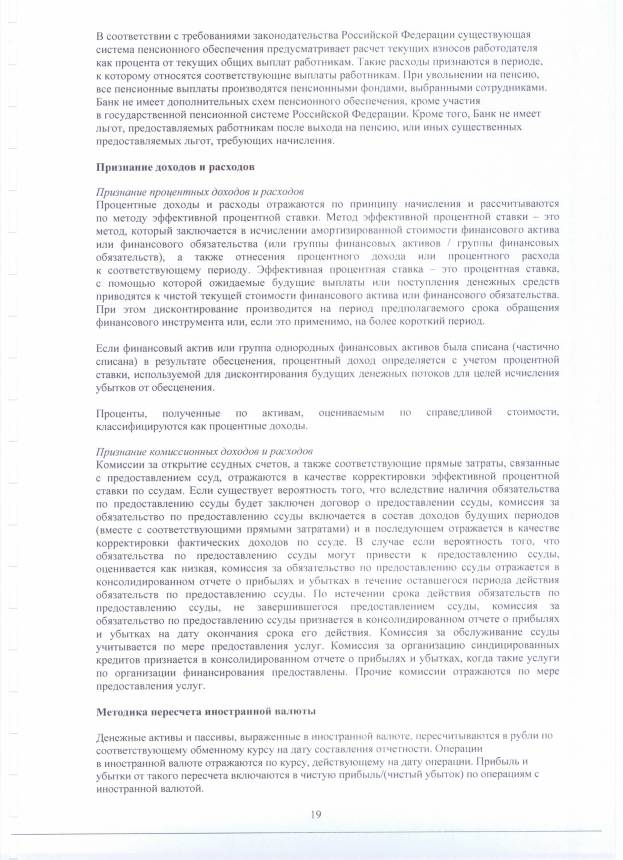 В соответствии с требованиями законодательства Российской Федерации существующая
система пенсионного обеспечения предусматривает расчет текущих взносов работодателя
как процента от текущих общих выплат работникам. Такие расходы признаются в периоде,
к которому относятся соответствующие выплаты работникам. При увольнении на пенсию,
все пенсионные выплаты производятся пенсионными фондами, выбранными сотрудниками.
Банк не имеет дополнительных схем пенсионного обеспечения, кроме участия
в государственной пенсионной системе Российской Федерации. Кроме того, Банк не имеет
льгот, предоставляемых работникам после выхода на пенсию, или иных существенных
предоставляемых льгот, требующих начисления.
Признание доходов и расходов
Признание процентных доходов и расходов
Процентные доходы и расходы отражаются по принципу начисления и рассчитываются
по методу эффективной процентной ставки. Метод эффективной процентной ставки – это
метод, который заключается в исчислении амортизированной стоимости финансового актива
или финансового обязательства (или группы финансовых активов / группы финансовых
обязательств), а также отнесения процентного дохода или процентного расхода
к соответствующему периоду. Эффективная процентная ставка – это процентная ставка,
с помощью которой ожидаемые будущие выплаты или поступления денежных средств
приводятся к чистой текущей стоимости финансового актива или финансового обязательства.
При этом дисконтирование производится на период предполагаемого срока обращения
финансового инструмента или, если это применимо, на более короткий период.
Если финансовый актив или группа однородных финансовых активов была списана (частично
списана) в результате обесценения, процентный доход определяется с учетом процентной
ставки, используемой для дисконтирования будущих денежных потоков для целей исчисления
убытков от обесценения.
Проценты, полученные по активам, оцениваемым по справедливой стоимости,
классифицируются как процентные доходы.
Признание комиссионных доходов и расходов
Комиссии за открытие ссудных счетов, а также соответствующие прямые затраты, связанные
с предоставлением ссуд, отражаются в качестве корректировки эффективной процентной
ставки по ссудам. Если существует вероятность того, что вследствие наличия обязательства
по предоставлению ссуды будет заключен договор о предоставлении ссуды, комиссия за
обязательство по предоставлению ссуды включается в состав доходов будущих периодов
(вместе с соответствующими прямыми затратами) и в последующем отражается в качестве
корректировки фактических доходов по ссуде. В случае если вероятность того, что
обязательства по предоставлению ссуды могут привести к предоставлению ссуды,
оценивается как низкая, комиссия за обязательство по предоставлению ссуды отражается в
консолидированном отчете о прибылях и убытках в течение оставшегося периода действия
обязательств по предоставлению ссуды. По истечении срока действия обязательств по
предоставлению ссуды, не завершившегося предоставлением ссуды, комиссия за
обязательство по предоставлению ссуды признается в консолидированном отчете о прибылях
и убытках на дату окончания срока его действия. Комиссия за обслуживание ссуды
учитывается по мере предоставления услуг. Комиссия за организацию синдицированных
кредитов признается в консолидированном отчете о прибылях и убытках, когда такие услуги
по организации финансирования предоставлены. Прочие комиссии отражаются по мере
предоставления услуг.
Методика пересчета иностранной валюты
Денежные активы и пассивы, выраженные в иностранной валюте, пересчитываются в рубли по
соответствующему обменному курсу на дату составления отчетности. Операции
в иностранной валюте отражаются по курсу, действующему на дату операции. Прибыль и
убытки от такого пересчета включаются в чистую прибыль/(чистый убыток) по операциям с
иностранной валютой.
19